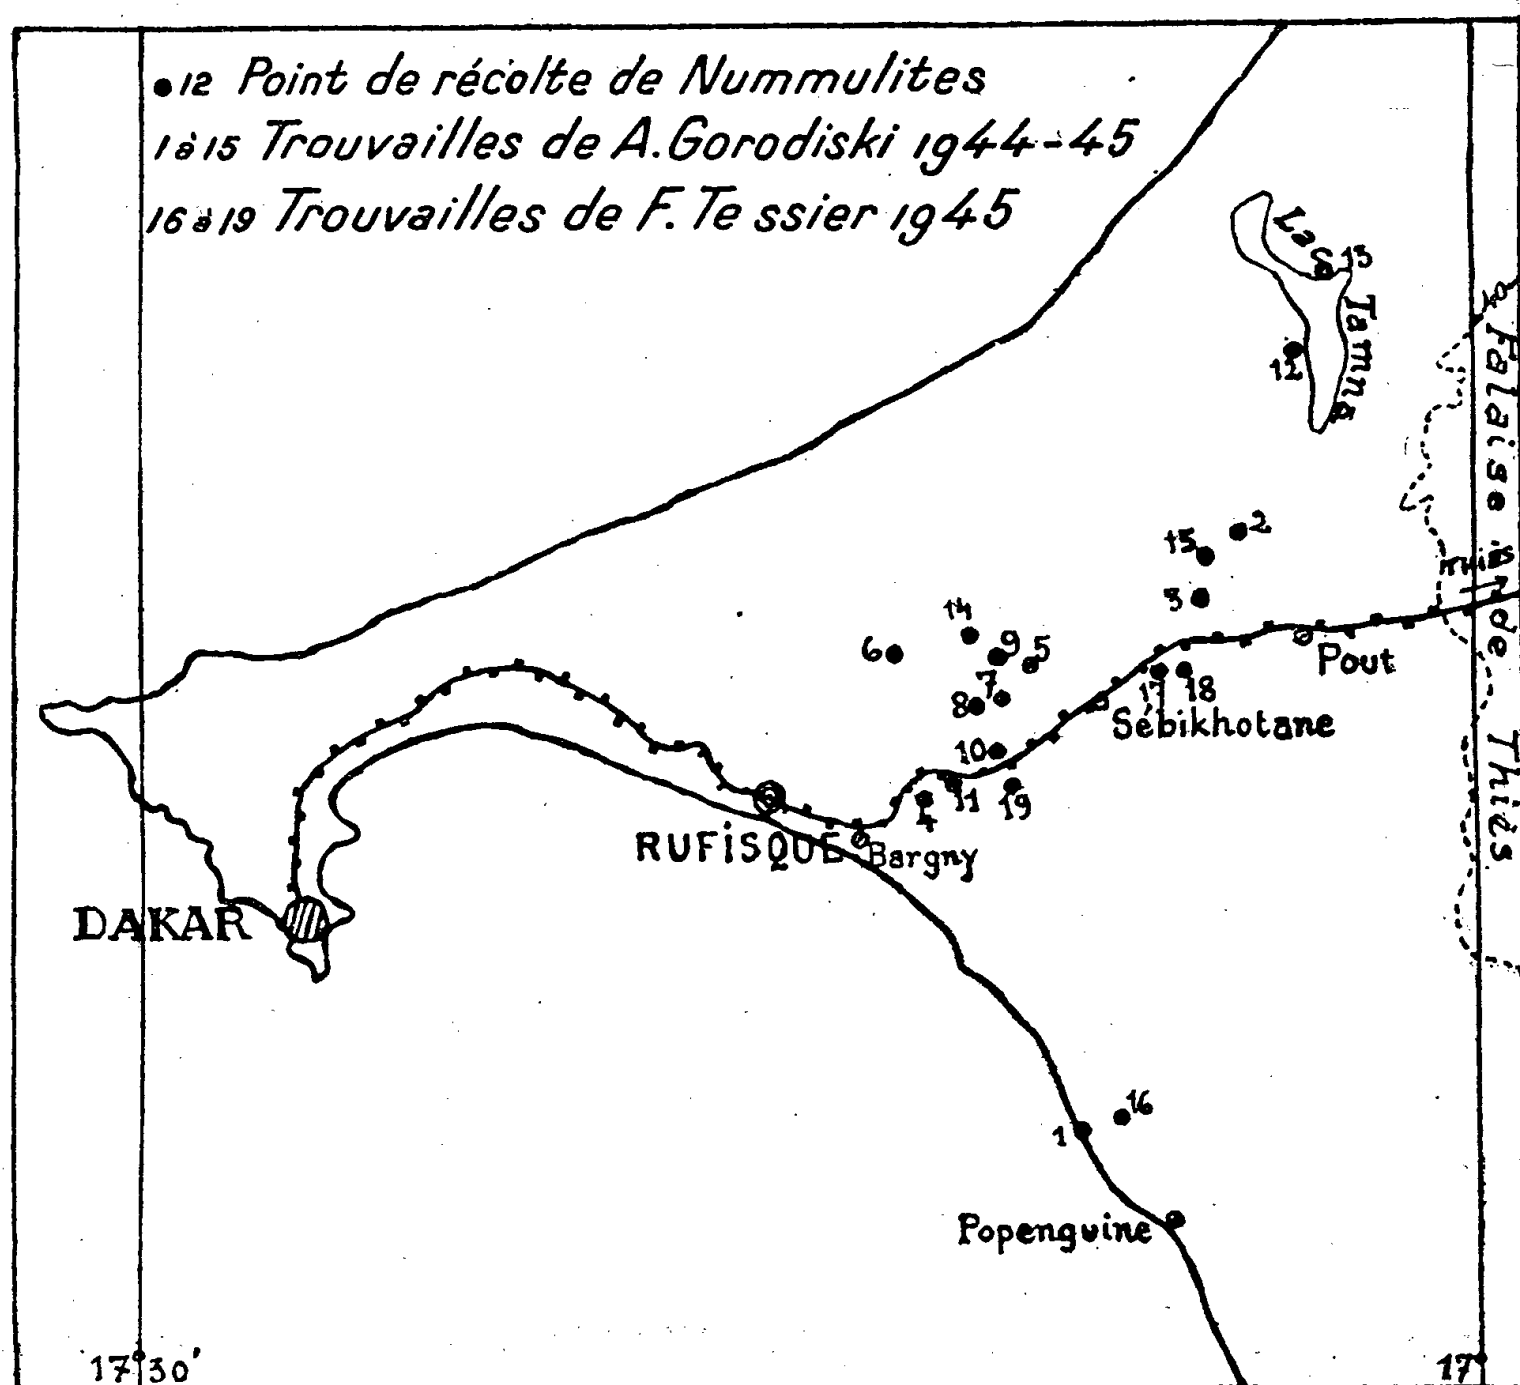 ●12 Point de récolte de Nummulites
1 à 15 Trouvailles de A.Gorodiski 1944-45
16 à 19 Trouvailles de F. Tessier 1945
Lac
13
Tamna
12
Falaise de Thiès
2
15
3
Thiès
14
6
9
5
7
8
Pout
17
18
Sébikhotane
10
11
19
4
RUFISQUE
Bargny
DAKAR
16
1
Popenguine
17°30'
17°